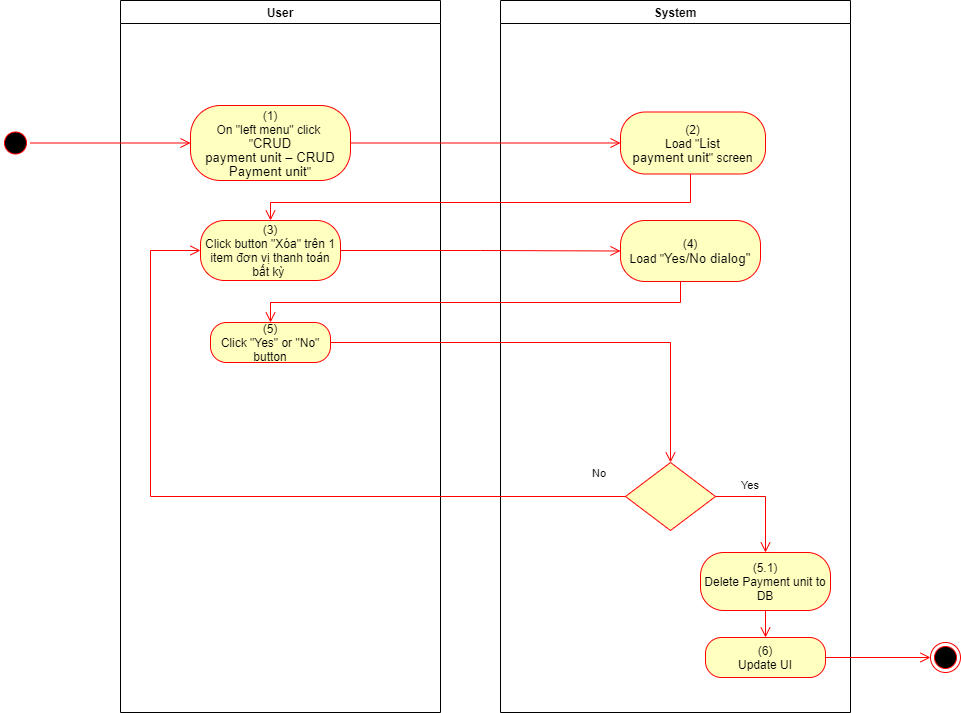 User
System
(1)
On "left menu" click
"CRUD
payment unit – CRUD
Payment unit"
(2)
Load "List
payment unit" screen
(3)
Click button "Xóa" trên 1
item đơn vị thanh toán
bất kỳ
(4)
Load "Yes/No dialog"
(5)
Click "Yes" or "No"
button
No
Yes
(5.1)
Delete Payment unit to
DB
(6)
Update UI